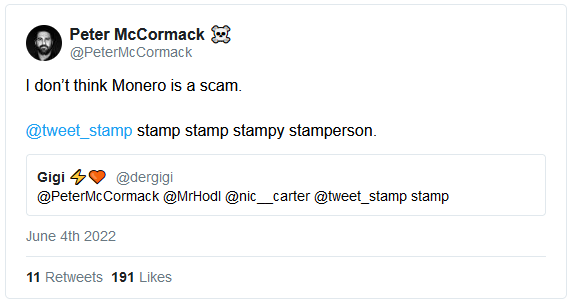 Peter McCormack ☠️
@PeterMcCormack
I don’t think Monero is a scam.
@tweet_stamp stamp stamp stampy stamperson.
Gigi ⚡🧡 @dergigi
@PeterMcCormack @MrHodl @nic__carter @tweet_stamp stamp
June 4th 2022
11 Retweets 191 Likes